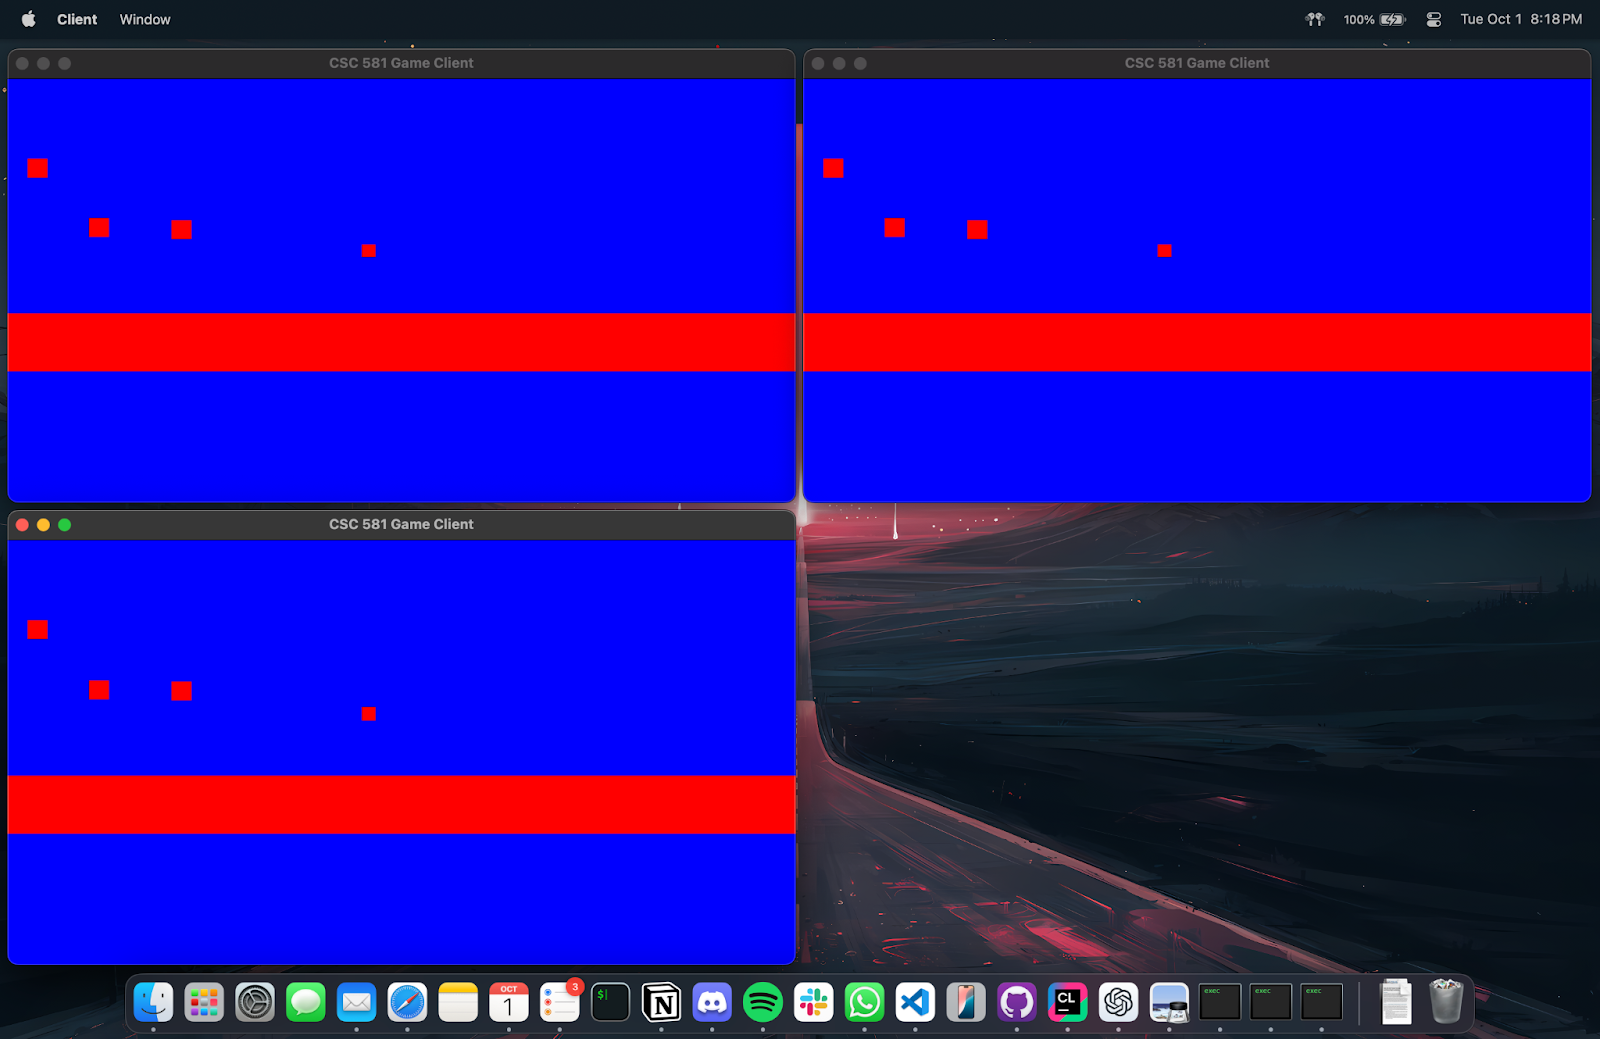 Client Window 100% Tue Oct 1 8:18 PM
CSC 581 Game Client
CSC 581 Game Client
CSC 581 Game Client
OCT
1
3
$
N
CL
exec
exec
exec